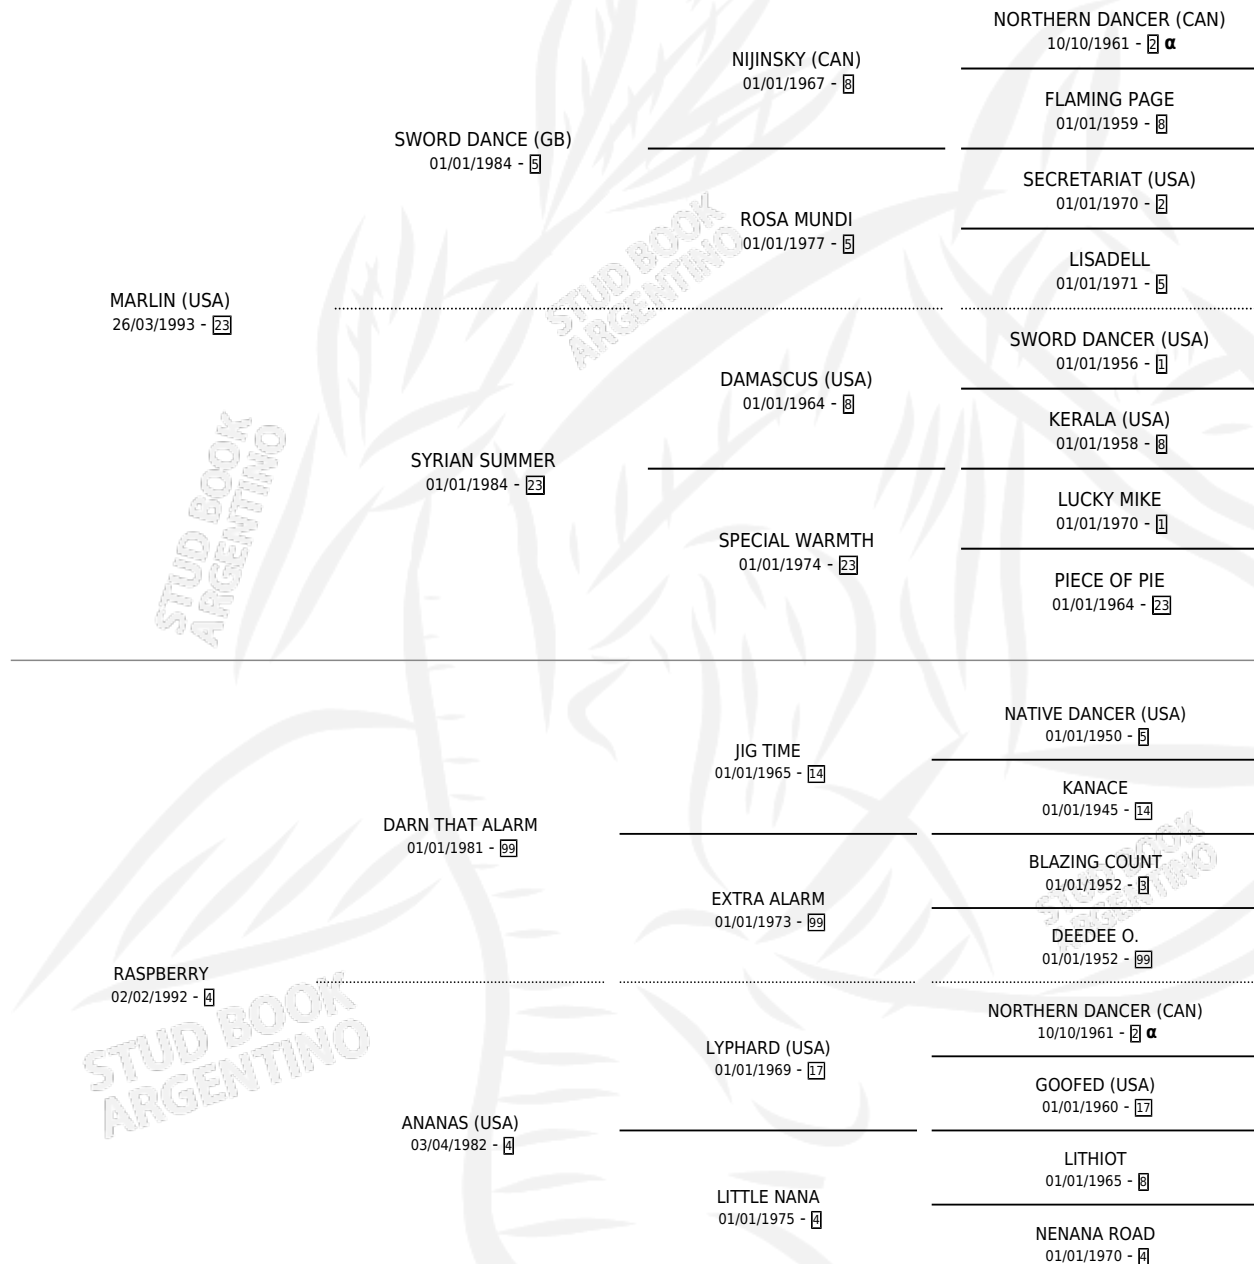 NORTHERN DANCER (CAN)
10/10/1961 - 2 α
NIJINSKY (CAN)
01/01/1967 - 8
FLAMING PAGE
01/01/1959 - 8
SWORD DANCE (GB)
01/01/1984 - 5
SECRETARIAT (USA)
01/01/1970 - 2
ROSA MUNDI
01/01/1977 - 5
LISADELL
01/01/1971 - 5
MARLIN (USA)
26/03/1993 - 23
SWORD DANCER (USA)
01/01/1956 - 1
DAMASCUS (USA)
01/01/1964 - 8
KERALA (USA)
01/01/1958 - 8
SYRIAN SUMMER
01/01/1984 - 23
LUCKY MIKE
01/01/1970 - 1
SPECIAL WARMTH
01/01/1974 - 23
PIECE OF PIE
01/01/1964 - 23
NATIVE DANCER (USA)
01/01/1950 - 5
JIG TIME
01/01/1965 - 14
KANACE
01/01/1945 - 14
DARN THAT ALARM
01/01/1981 - 99
BLAZING COUNT
01/01/1952 - 3
EXTRA ALARM
01/01/1973 - 99
DEEDEE O.
01/01/1952 - 99
RASPBERRY
02/02/1992 - 4
NORTHERN DANCER (CAN)
10/10/1961 - 2 α
LYPHARD (USA)
01/01/1969 - 17
GOOFED (USA)
01/01/1960 - 17
ANANAS (USA)
03/04/1982 - 4
LITHIOT
01/01/1965 - 8
LITTLE NANA
01/01/1975 - 4
NENANA ROAD
01/01/1970 - 4
STUD BOOK
ARGENTINO
STUD BOOK
ARGENTINO
STUD BOOK
ARGENTINO
STUD BOOK
ARGENTINO